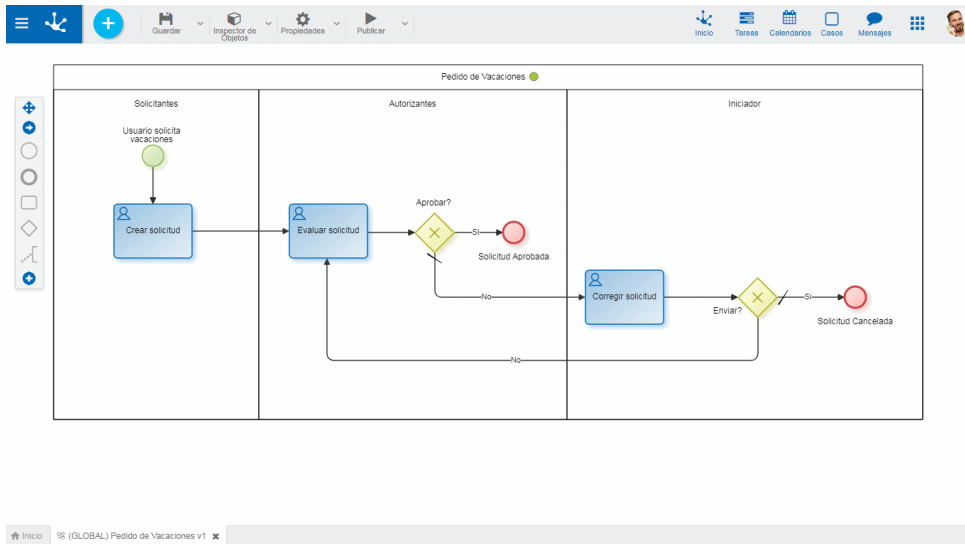 Guardar
Inspector de
Objetos
Propiedades
Publicar
Inicio
Tareas
Calendarios
Casos
Mensajes
Pedido de Vacaciones
Solicitantes
Autorizantes
Iniciador
Usuario solicita
vacaciones
Crear solicitud
Evaluar solicitud
Aprobar?
Si
Solicitud Aprobada
No
Corregir solicitud
Enviar?
Si
Solicitud Cancelada
No
Inicio
(GLOBAL) Pedido de Vacaciones v1